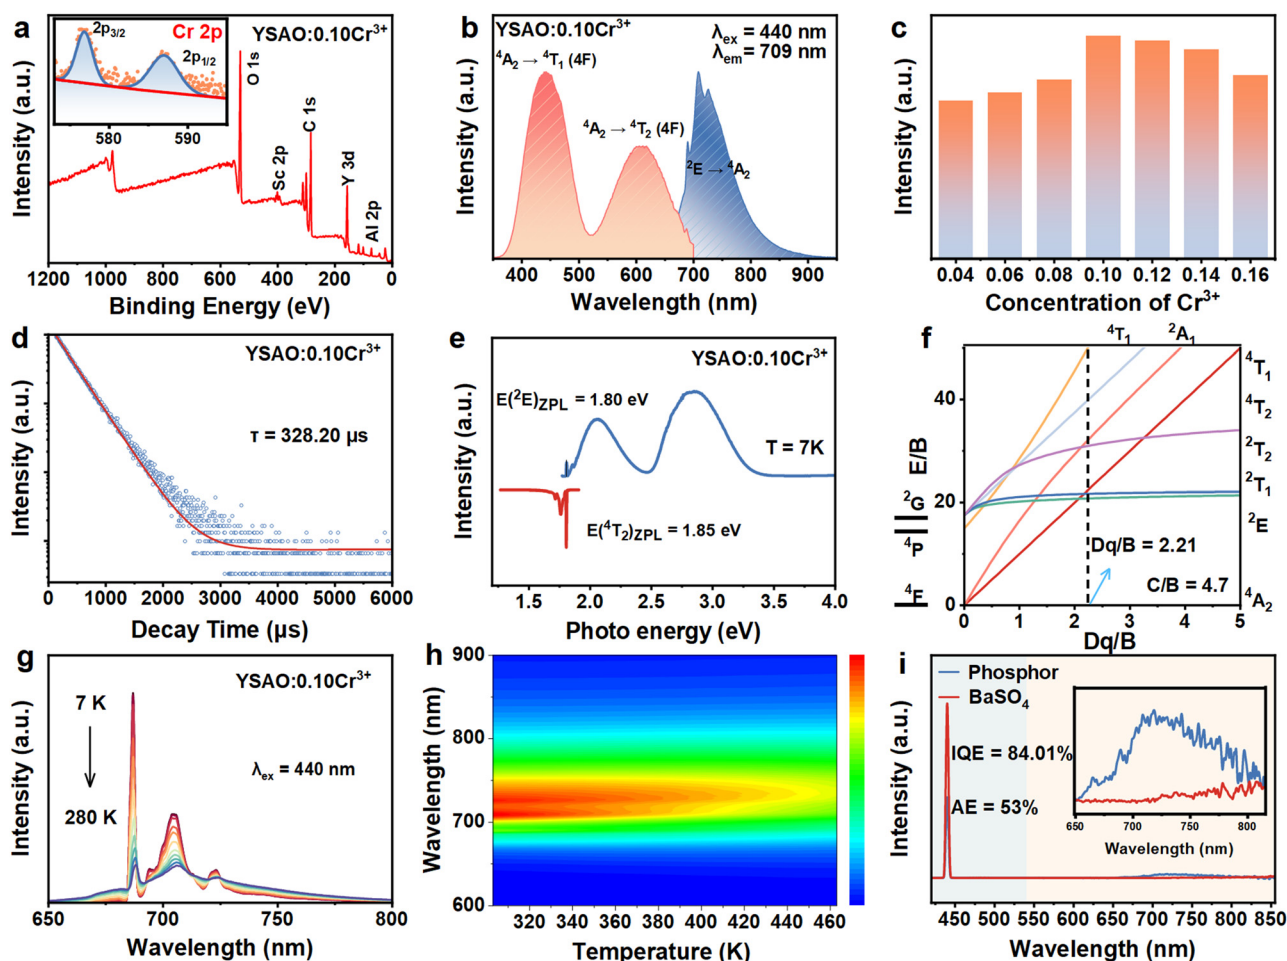 a
YSAO:0.10Cr³⁺
Cr 2p
2p₃/₂
2p₁/₂
580
590
O 1s
Sc 2p
C 1s
Y 3d
Al 2p
Intensity (a.u.)
1200
1000
800
600
400
200
0
Binding Energy (eV)
b
YSAO:0.10Cr³⁺
λₑₓ = 440 nm
λₑₘ = 709 nm
⁴A₂ → ⁴T₁ (4F)
⁴A₂ → ⁴T₂ (4F)
²E → ⁴A₂
Intensity (a.u.)
400
500
600
700
800
900
Wavelength (nm)
c
Intensity (a.u.)
0.04
0.06
0.08
0.10
0.12
0.14
0.16
Concentration of Cr³⁺
d
YSAO:0.10Cr³⁺
τ = 328.20 µs
Intensity (a.u.)
0
1000
2000
3000
4000
5000
6000
Decay Time (µs)
e
YSAO:0.10Cr³⁺
E(²E)ZPL = 1.80 eV
T = 7K
E(⁴T₂)ZPL = 1.85 eV
Intensity (a.u.)
1.5
2.0
2.5
3.0
3.5
4.0
Photo energy (eV)
f
⁴T₁
²A₁
⁴T₁
⁴T₂
²T₂
²T₁
²E
⁴A₂
E/B
40
20
0
²G
⁴P
⁴F
Dq/B = 2.21
C/B = 4.7
0
1
2
3
4
5
Dq/B
g
YSAO:0.10Cr³⁺
7 K
280 K
λₑₓ = 440 nm
Intensity (a.u.)
650
700
750
800
Wavelength (nm)
h
Wavelength (nm)
900
800
700
600
320
340
360
380
400
420
440
460
Temperature (K)
i
Phosphor
BaSO₄
IQE = 84.01%
AE = 53%
650
700
750
800
Wavelength (nm)
Intensity (a.u.)
450
500
550
600
650
700
750
800
850
Wavelength (nm)